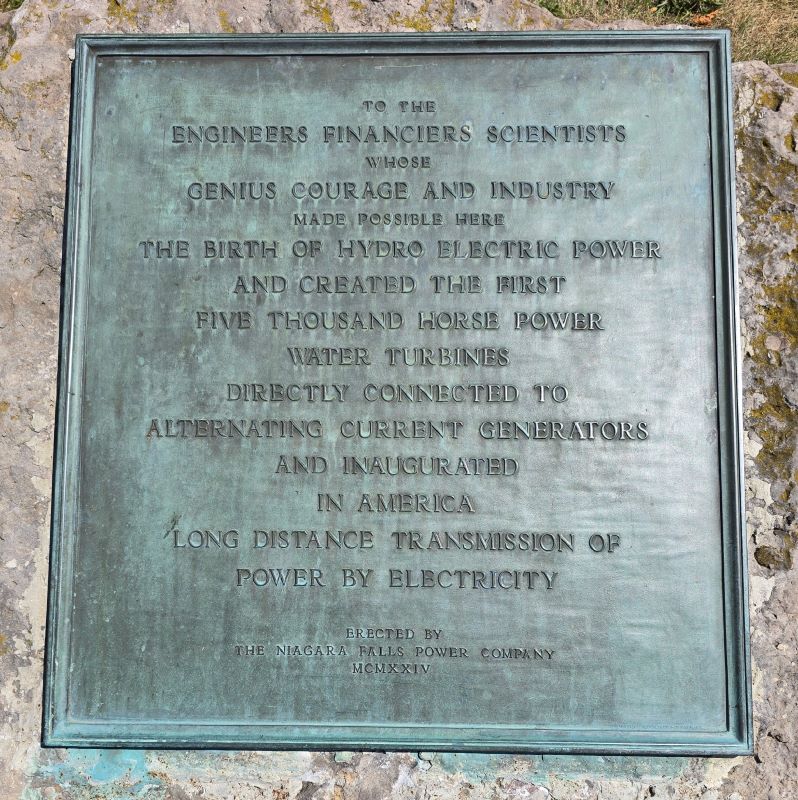 TO THE
ENGINEERS FINANCIERS SCIENTISTS
WHOSE
GENIUS COURAGE AND INDUSTRY
MADE POSSIBLE HERE
THE BIRTH OF HYDRO ELECTRIC POWER
AND CREATED THE FIRST
FIVE THOUSAND HORSE POWER
WATER TURBINES
DIRECTLY CONNECTED TO
ALTERNATING CURRENT GENERATORS
AND INAUGURATED
IN AMERICA
LONG DISTANCE TRANSMISSION OF
POWER BY ELECTRICITY
ERECTED BY
THE NIAGARA FALLS POWER COMPANY
MCMXXIV